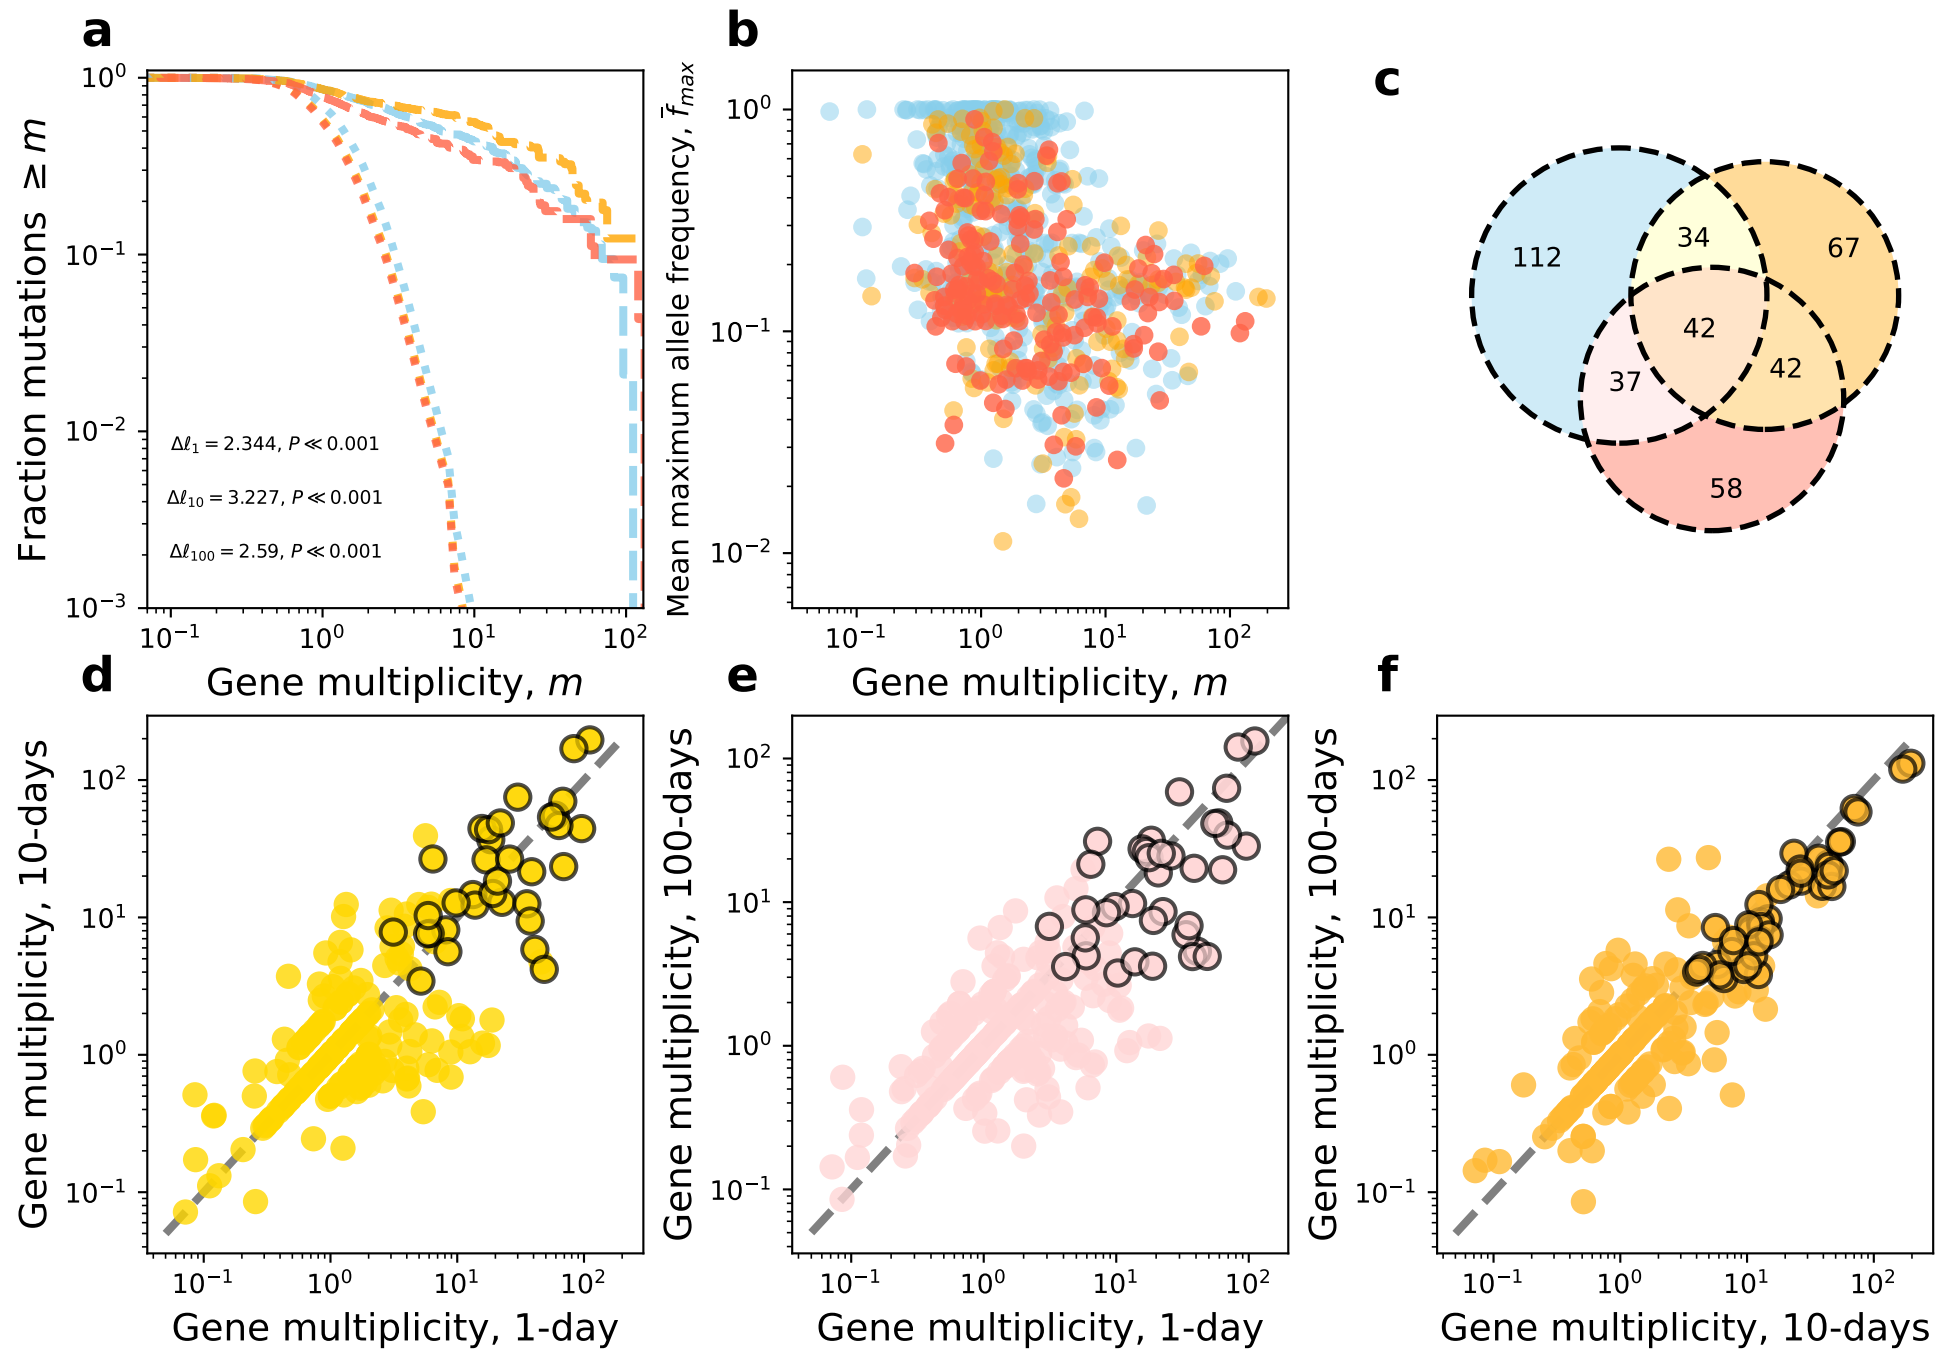 a
Fraction mutations ≥ m
10⁰
10⁻¹
10⁻²
10⁻³
Δℓ₁ = 2.344, P ≪ 0.001
Δℓ₁₀ = 3.227, P ≪ 0.001
Δℓ₁₀₀ = 2.59, P ≪ 0.001
10⁻¹ 10⁰ 10¹ 10²
Gene multiplicity, m
b
Mean maximum allele frequency, f̄ₘₐₓ
10⁰
10⁻¹
10⁻²
10⁻¹ 10⁰ 10¹ 10²
Gene multiplicity, m
c
112
34
67
42
37
42
58
d
Gene multiplicity, 10-days
10²
10¹
10⁰
10⁻¹
10⁻¹ 10⁰ 10¹ 10²
Gene multiplicity, 1-day
e
Gene multiplicity, 100-days
10²
10¹
10⁰
10⁻¹
10⁻¹ 10⁰ 10¹ 10²
Gene multiplicity, 1-day
f
Gene multiplicity, 100-days
10²
10¹
10⁰
10⁻¹
10⁻¹ 10⁰ 10¹ 10²
Gene multiplicity, 10-days